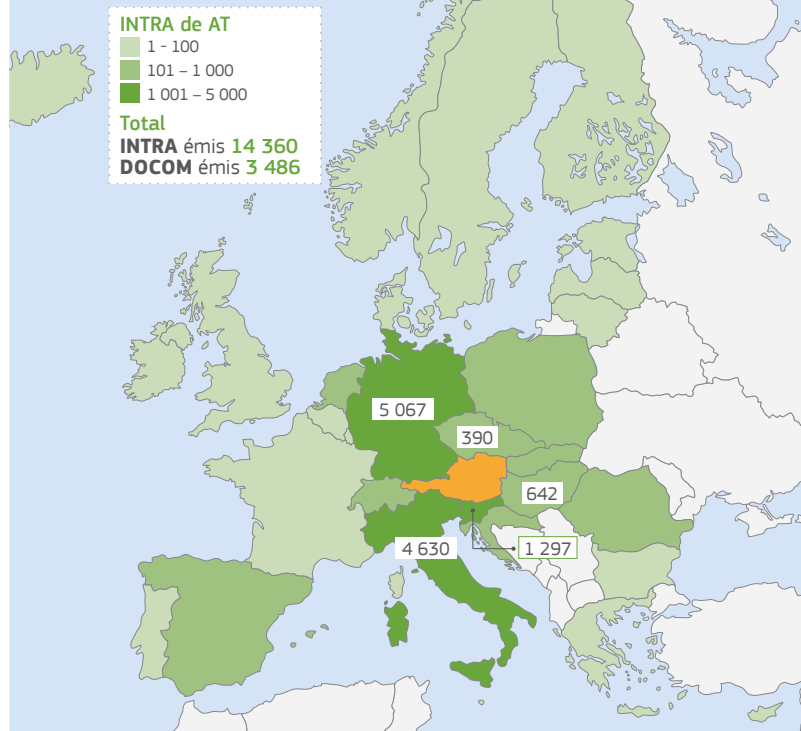 INTRA de AT
1 - 100
101 – 1 000
1 001 – 5 000
Total
INTRA émis 14 360
DOCOM émis 3 486
5 067
390
642
4 630
1 297